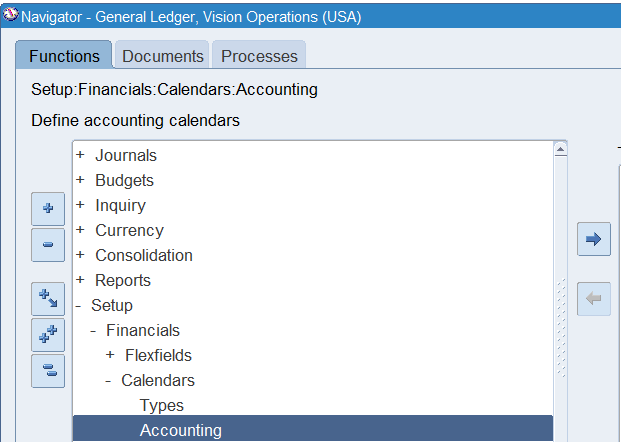 Navigator - General Ledger, Vision Operations (USA)
Functions Documents Processes
Setup:Financials:Calendars:Accounting
Define accounting calendars
+ Journals
+ Budgets
+ Inquiry
+ Currency
+ Consolidation
+ Reports
- Setup
- Financials
+ Flexfields
- Calendars
Types
Accounting